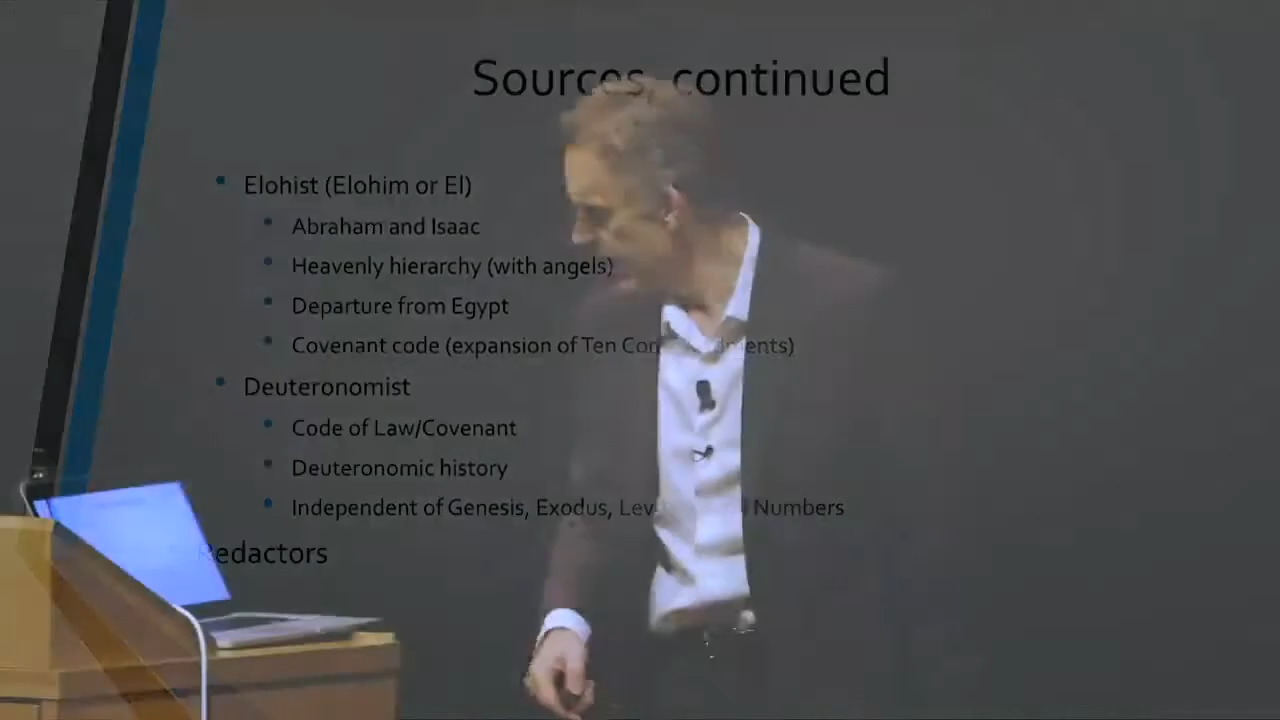 Sources, continued
Elohist (Elohim or El)
Abraham and Isaac
Heavenly hierarchy (with angels)
Departure from Egypt
Covenant code (expansion of Ten Commandments)
Deuteronomist
Code of Law/Covenant
Deuteronomic history
Independent of Genesis, Exodus, Numbers
Redactors